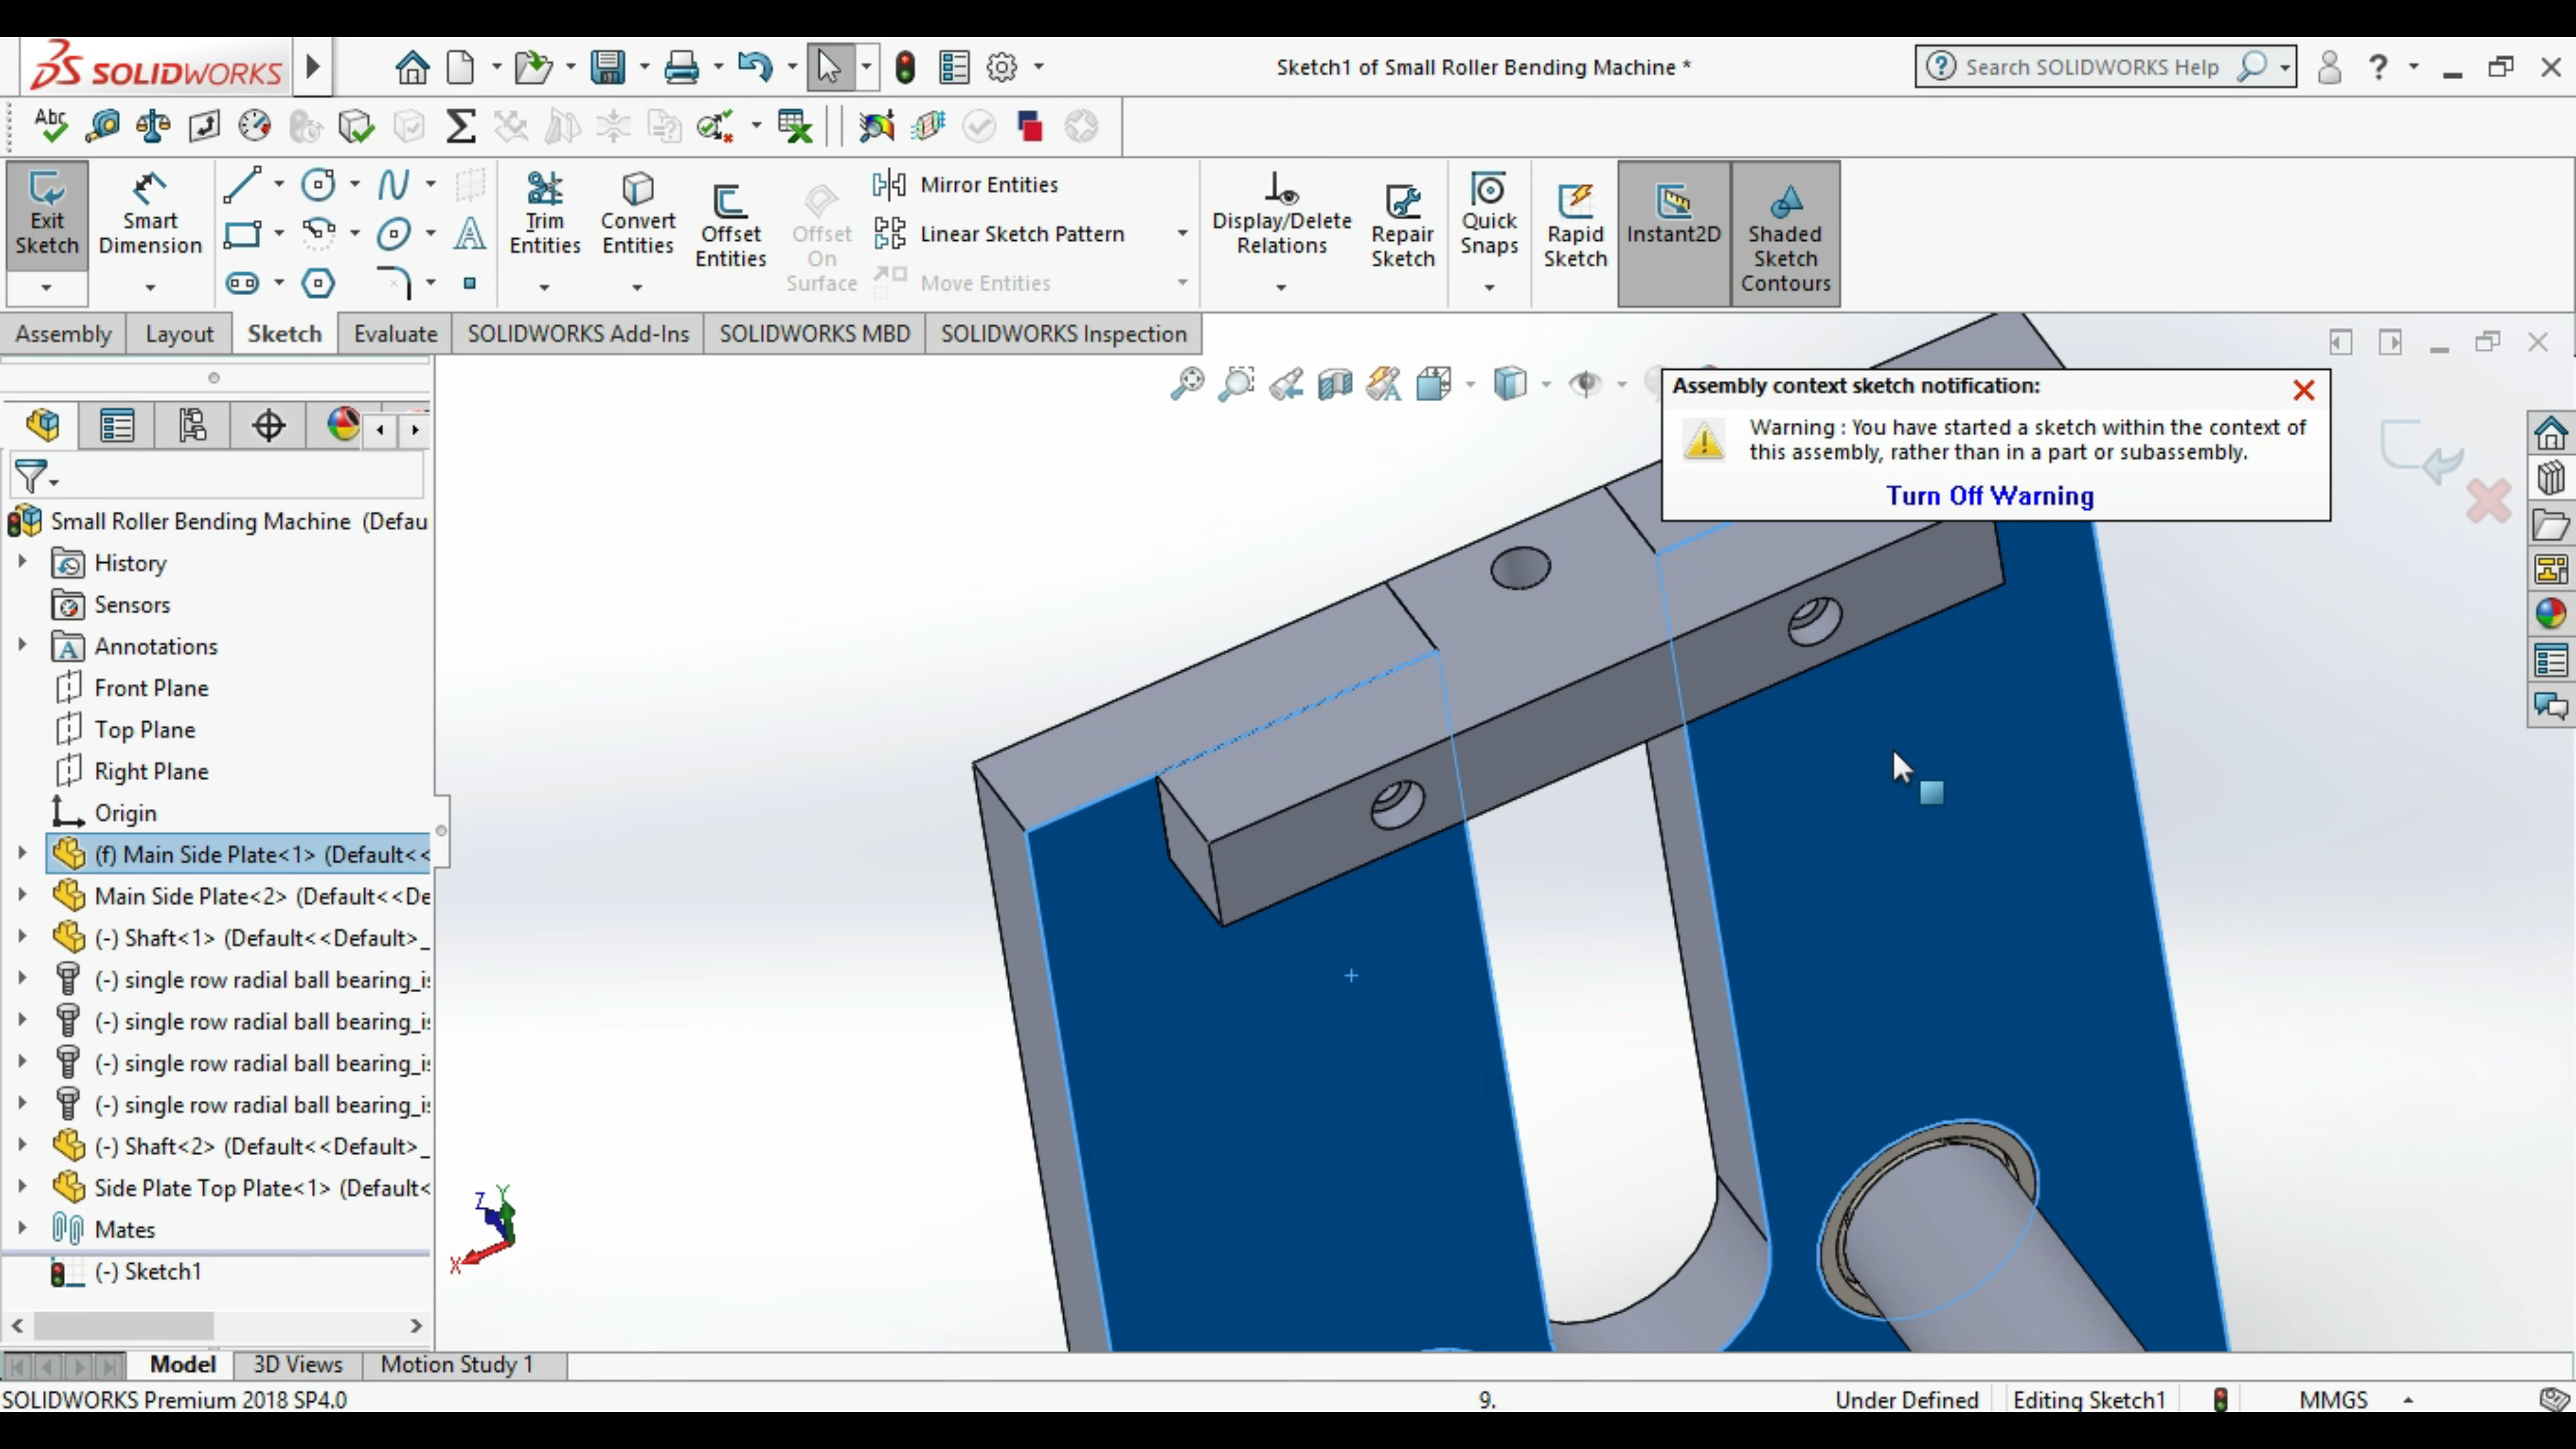 SOLIDWORKS
Sketch1 of Small Roller Bending Machine *
Search SOLIDWORKS Help
Abc
Exit Sketch
Smart Dimension
Trim Entities
Convert Entities
Offset Entities
Offset On Surface
Mirror Entities
Linear Sketch Pattern
Move Entities
Display/Delete Relations
Repair Sketch
Quick Snaps
Rapid Sketch
Instant2D
Shaded Sketch Contours
Assembly Layout Sketch Evaluate SOLIDWORKS Add-Ins SOLIDWORKS MBD SOLIDWORKS Inspection
Assembly context sketch notification:
Warning : You have started a sketch within the context of
this assembly, rather than in a part or subassembly.
Turn Off Warning
Small Roller Bending Machine (Defau
History
Sensors
Annotations
Front Plane
Top Plane
Right Plane
Origin
(f) Main Side Plate<1> (Default<<
Main Side Plate<2> (Default<<De
(-) Shaft<1> (Default<<Default>_
(-) single row radial ball bearing_i
(-) single row radial ball bearing_i
(-) single row radial ball bearing_i
(-) single row radial ball bearing_i
(-) Shaft<2> (Default<<Default>_
Side Plate Top Plate<1> (Default<
Mates
(-) Sketch1
Z Y
X
Model 3D Views Motion Study 1
SOLIDWORKS Premium 2018 SP4.0
9.
Under Defined
Editing Sketch1
MMGS